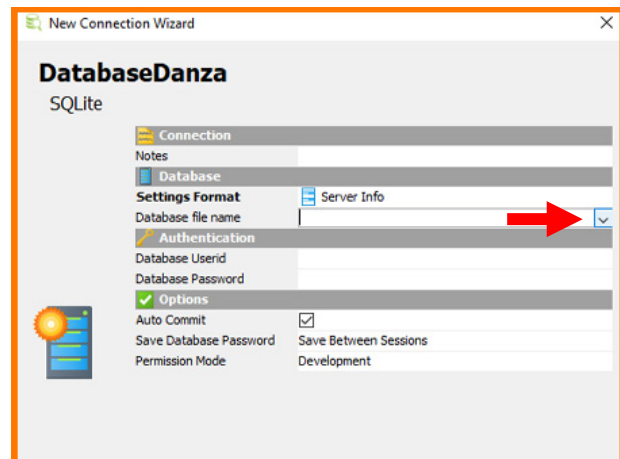 New Connection Wizard
DatabaseDanza
SQLite
Connection
Notes
Database
Settings Format Server Info
Database file name
Authentication
Database Userid
Database Password
Options
Auto Commit
Save Database Password Save Between Sessions
Permission Mode Development